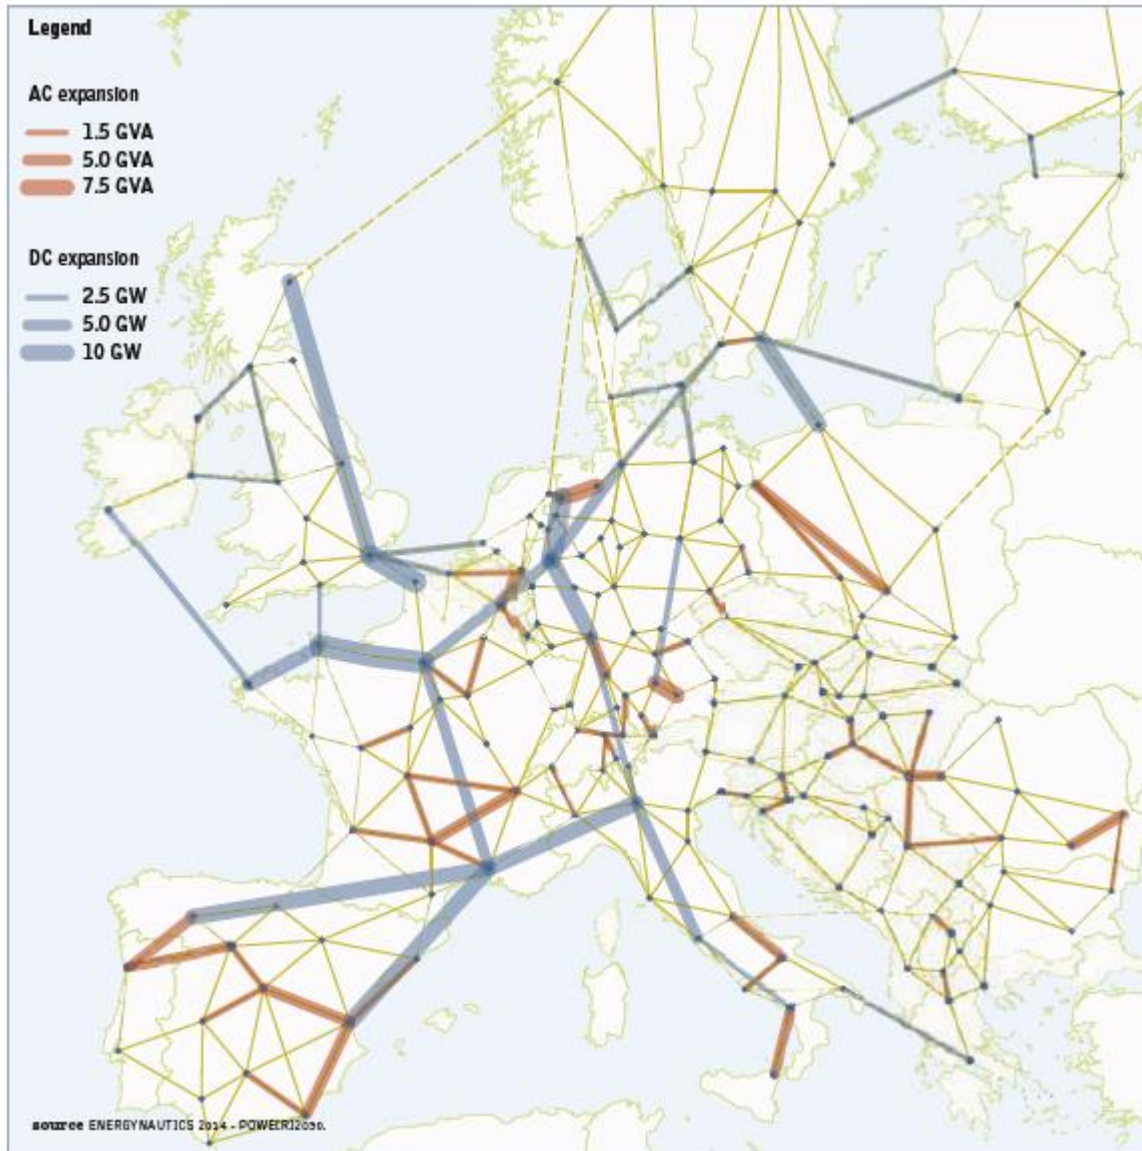 Legend
AC expansion
1.5 GVA
5.0 GVA
7.5 GVA
DC expansion
2.5 GW
5.0 GW
10 GW
source ENERGYNAUTICS 2014 - POWE[R]2030.